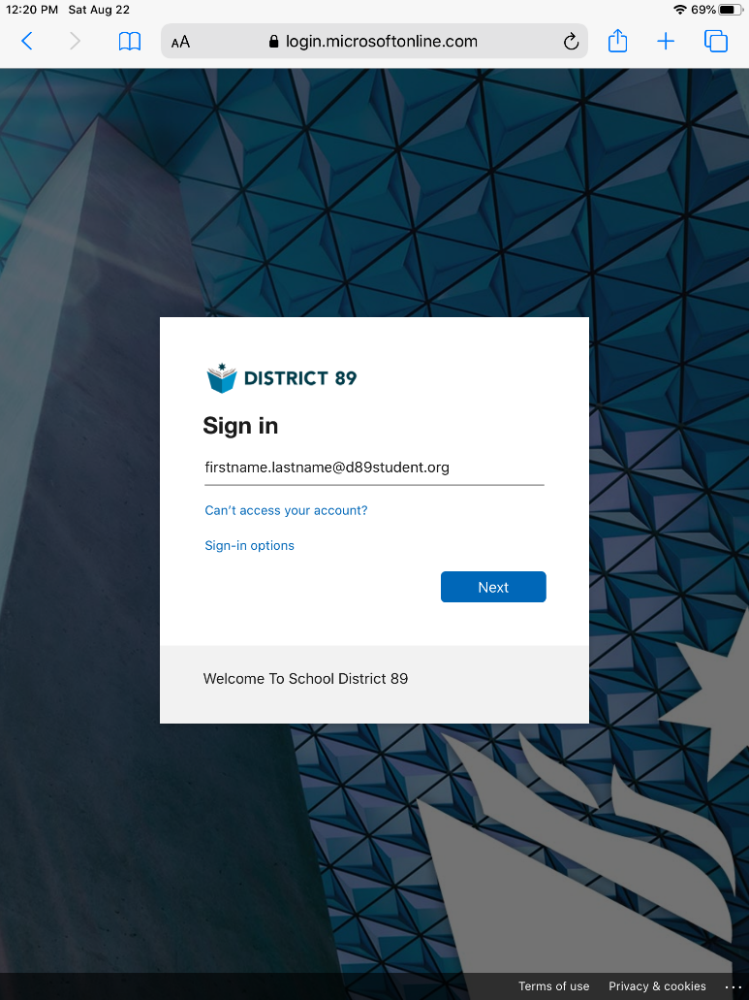 12:20 PM Sat Aug 22
69%
AA
login.microsoftonline.com
DISTRICT 89
Sign in
firstname.lastname@d89student.org
Can't access your account?
Sign-in options
Next
Welcome To School District 89
Terms of use Privacy & cookies ...